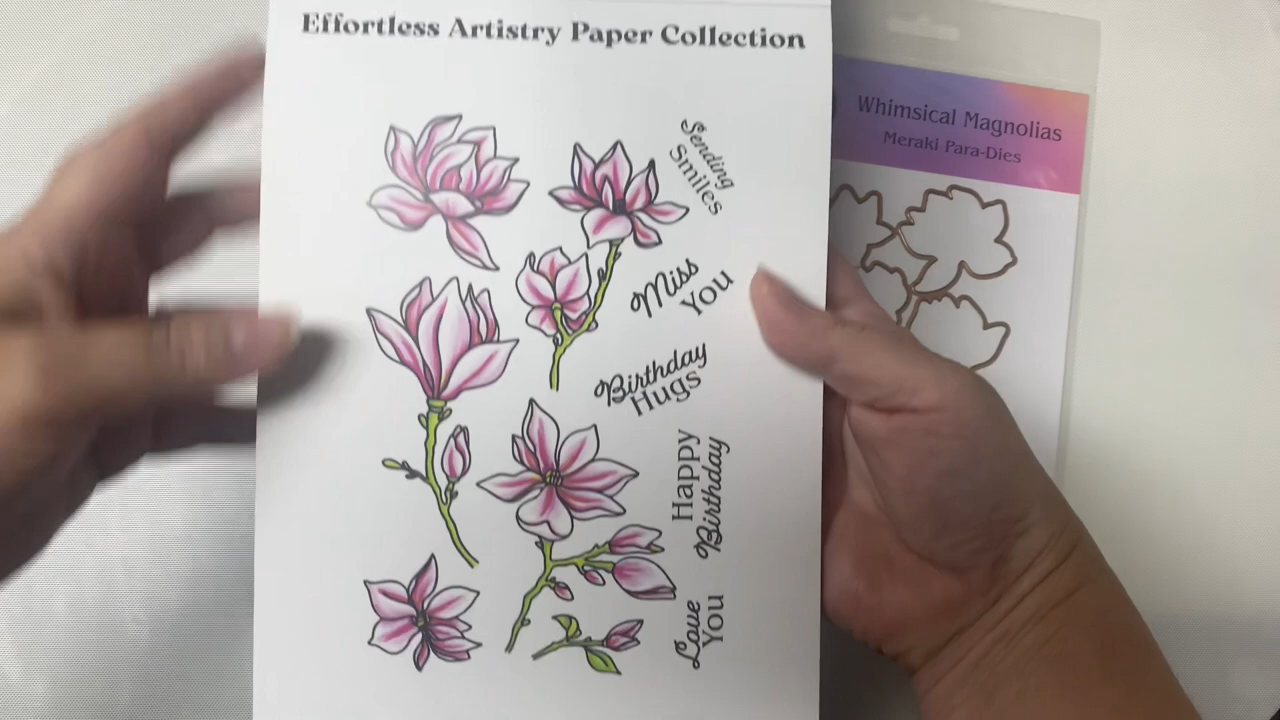 Effortless Artistry Paper Collection
Whimsical Magnolias
Meraki Para-Dies
Sending
Smiles
Miss
You
Birthday
Hugs
Happy
Birthday
Love
You